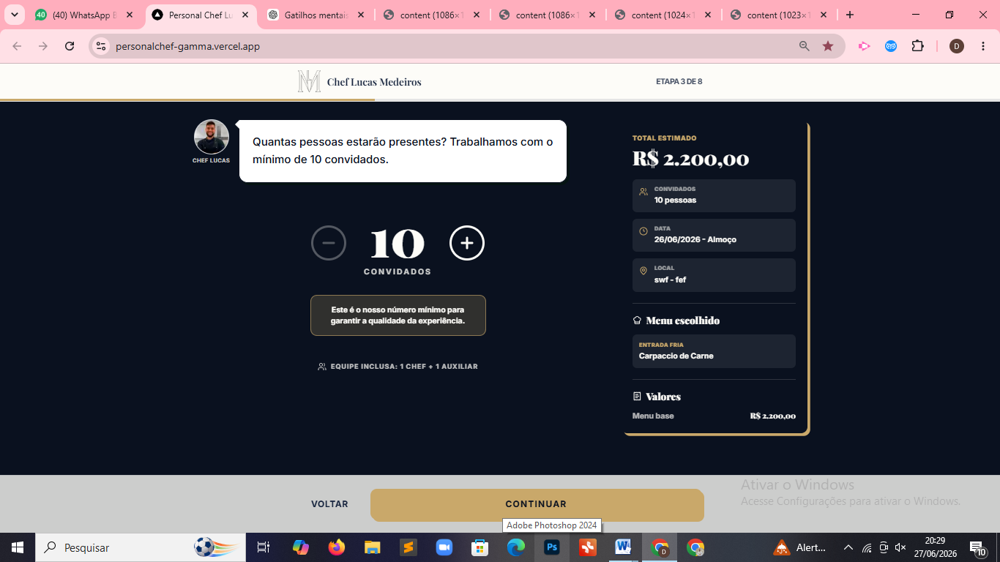 40
(40) WhatsApp B
Personal Chef Lu
Gatilhos mentais
content (1086×1
content (1086×1
content (1024×1
content (1023×1
personalchef-gamma.vercel.app
D
M
Chef Lucas Medeiros
ETAPA 3 DE 8
CHEF LUCAS
Quantas pessoas estarão presentes? Trabalhamos com o
mínimo de 10 convidados.
10
CONVIDADOS
Este é o nosso número mínimo para
garantir a qualidade da experiência.
EQUIPE INCLUSA: 1 CHEF + 1 AUXILIAR
TOTAL ESTIMADO
R$ 2.200,00
CONVIDADOS
10 pessoas
DATA
26/06/2026 - Almoço
LOCAL
swf - fef
Menu escolhido
ENTRADA FRIA
Carpaccio de Carne
Valores
Menu base R$ 2.200,00
VOLTAR
CONTINUAR
Ativar o Windows
Acesse Configurações para ativar o Windows.
Adobe Photoshop 2024
Pesquisar
Ps
W
D
Alert...
20:29
27/06/2026
10